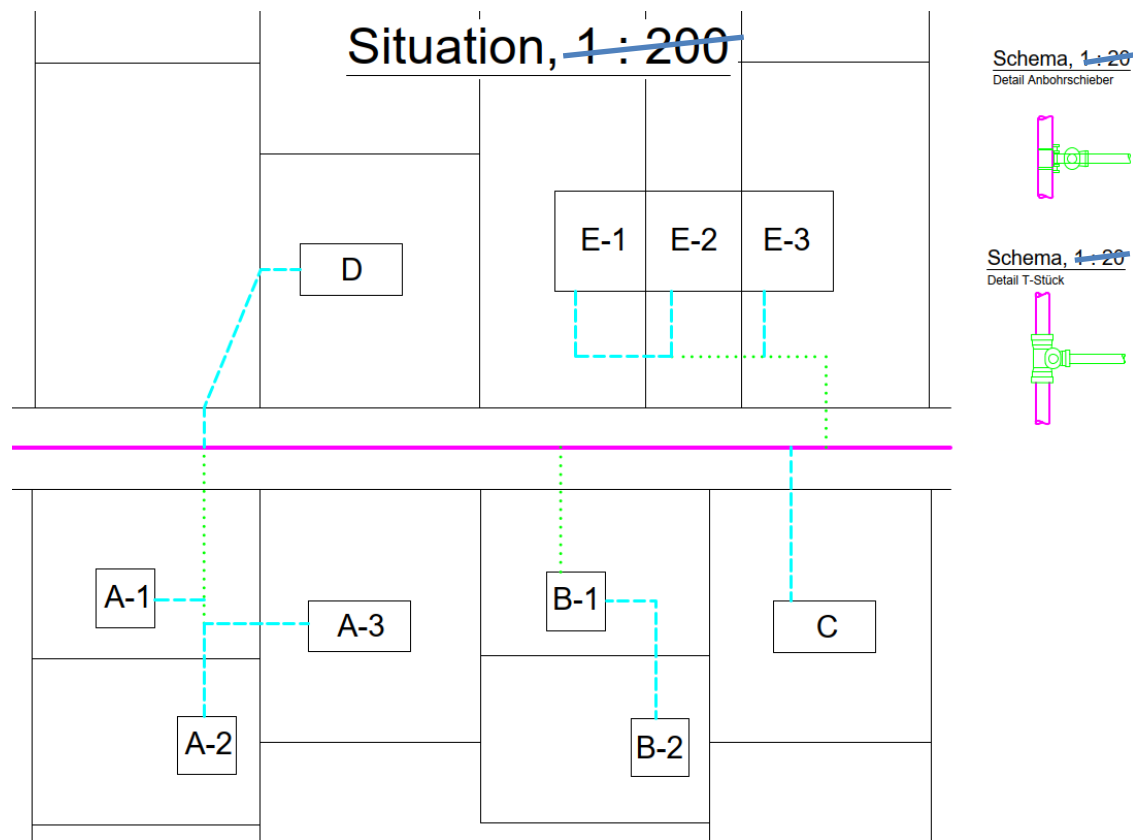 Situation, 1 : 200
Schema, 1 : 20
Detail Anbohrschieber
E-1
E-2
E-3
D
Schema, 1 : 20
Detail T-Stück
A-1
A-3
B-1
C
A-2
B-2